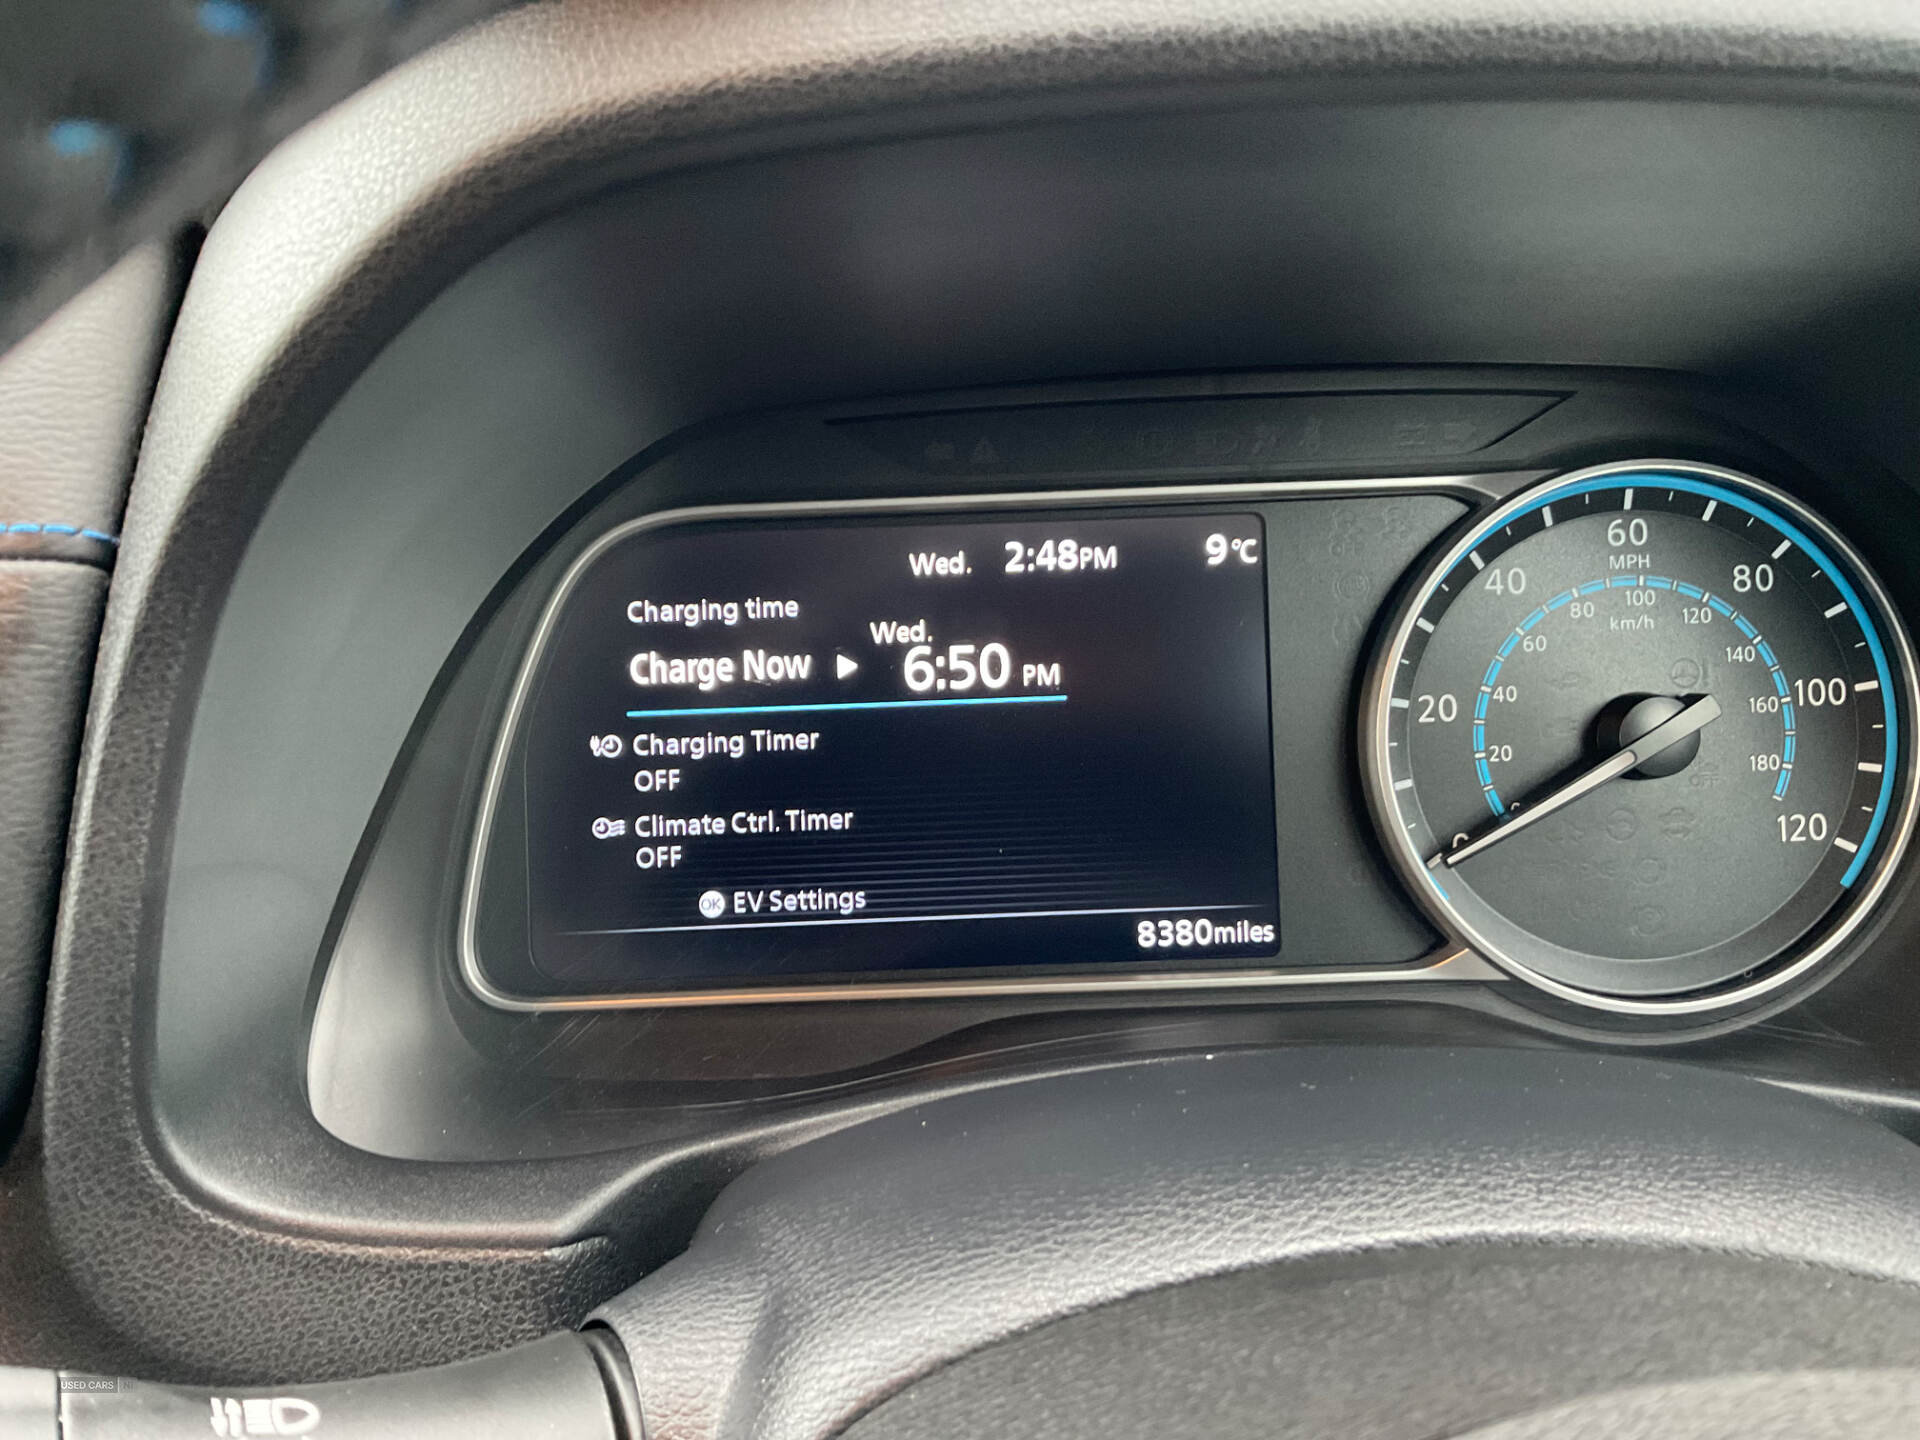 Wed. 2:48PM 9°C
Charging time
Wed.
Charge Now ▶ 6:50 PM
Charging Timer
OFF
Climate Ctrl. Timer
OFF
OK EV Settings
8380miles
0 20 40 60 80 100 120
MPH
0 20 40 60 80 100 120 140 160 180
km/h
USED CARS